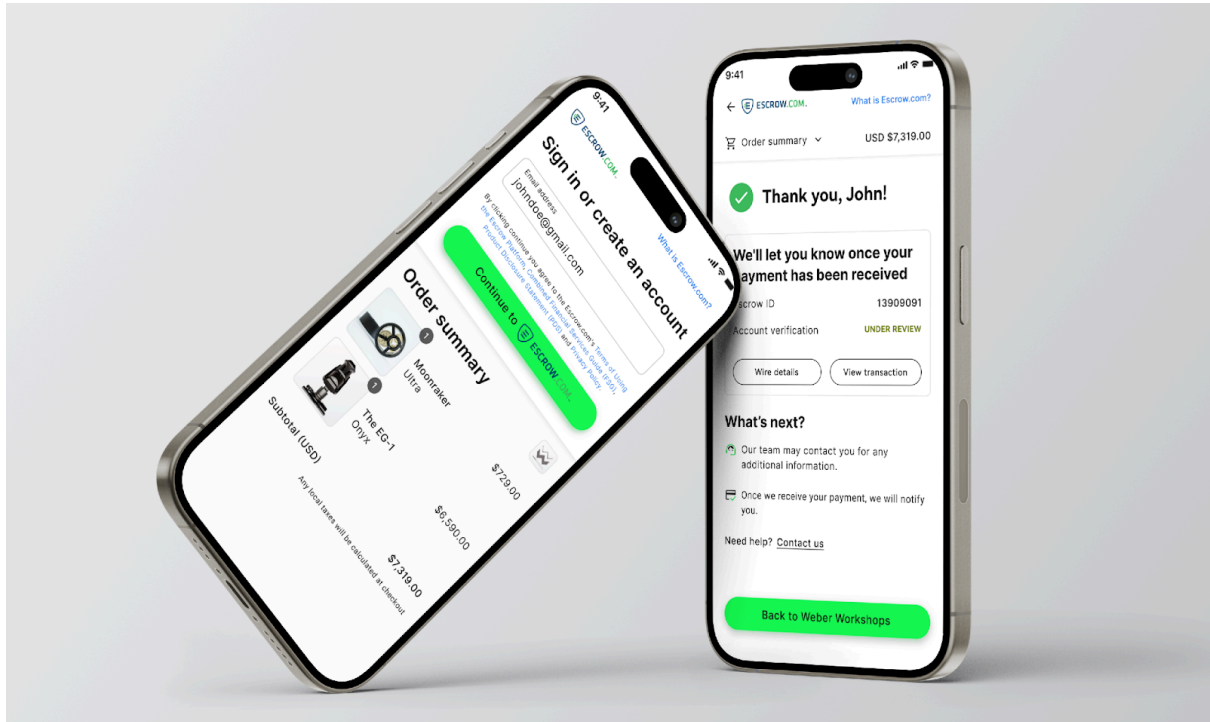 9:41
ESCROW.COM
What is Escrow.com?
Sign in or create an account
Email address
johndoe@gmail.com
By clicking continue you agree to the Escrow.com's Terms of Using
the Escrow Platform, Combined Financial Services Guide (FSG),
Product Disclosure Statement (PDS) and Privacy Policy.
Continue to ESCROW.COM
Order summary
1
Moonraker
Ultra
$729.00
1
The EG-1
Onyx
$6,590.00
Subtotal (USD)
$7,319.00
Any local taxes will be calculated at checkout
9:41
ESCROW.COM
What is Escrow.com?
Order summary
USD $7,319.00
Thank you, John!
We'll let you know once your
ayment has been received
scrow ID
13909091
Account verification
UNDER REVIEW
Wire details
View transaction
What's next?
Our team may contact you for any
additional information.
Once we receive your payment, we will notify
you.
Need help? Contact us
Back to Weber Workshops